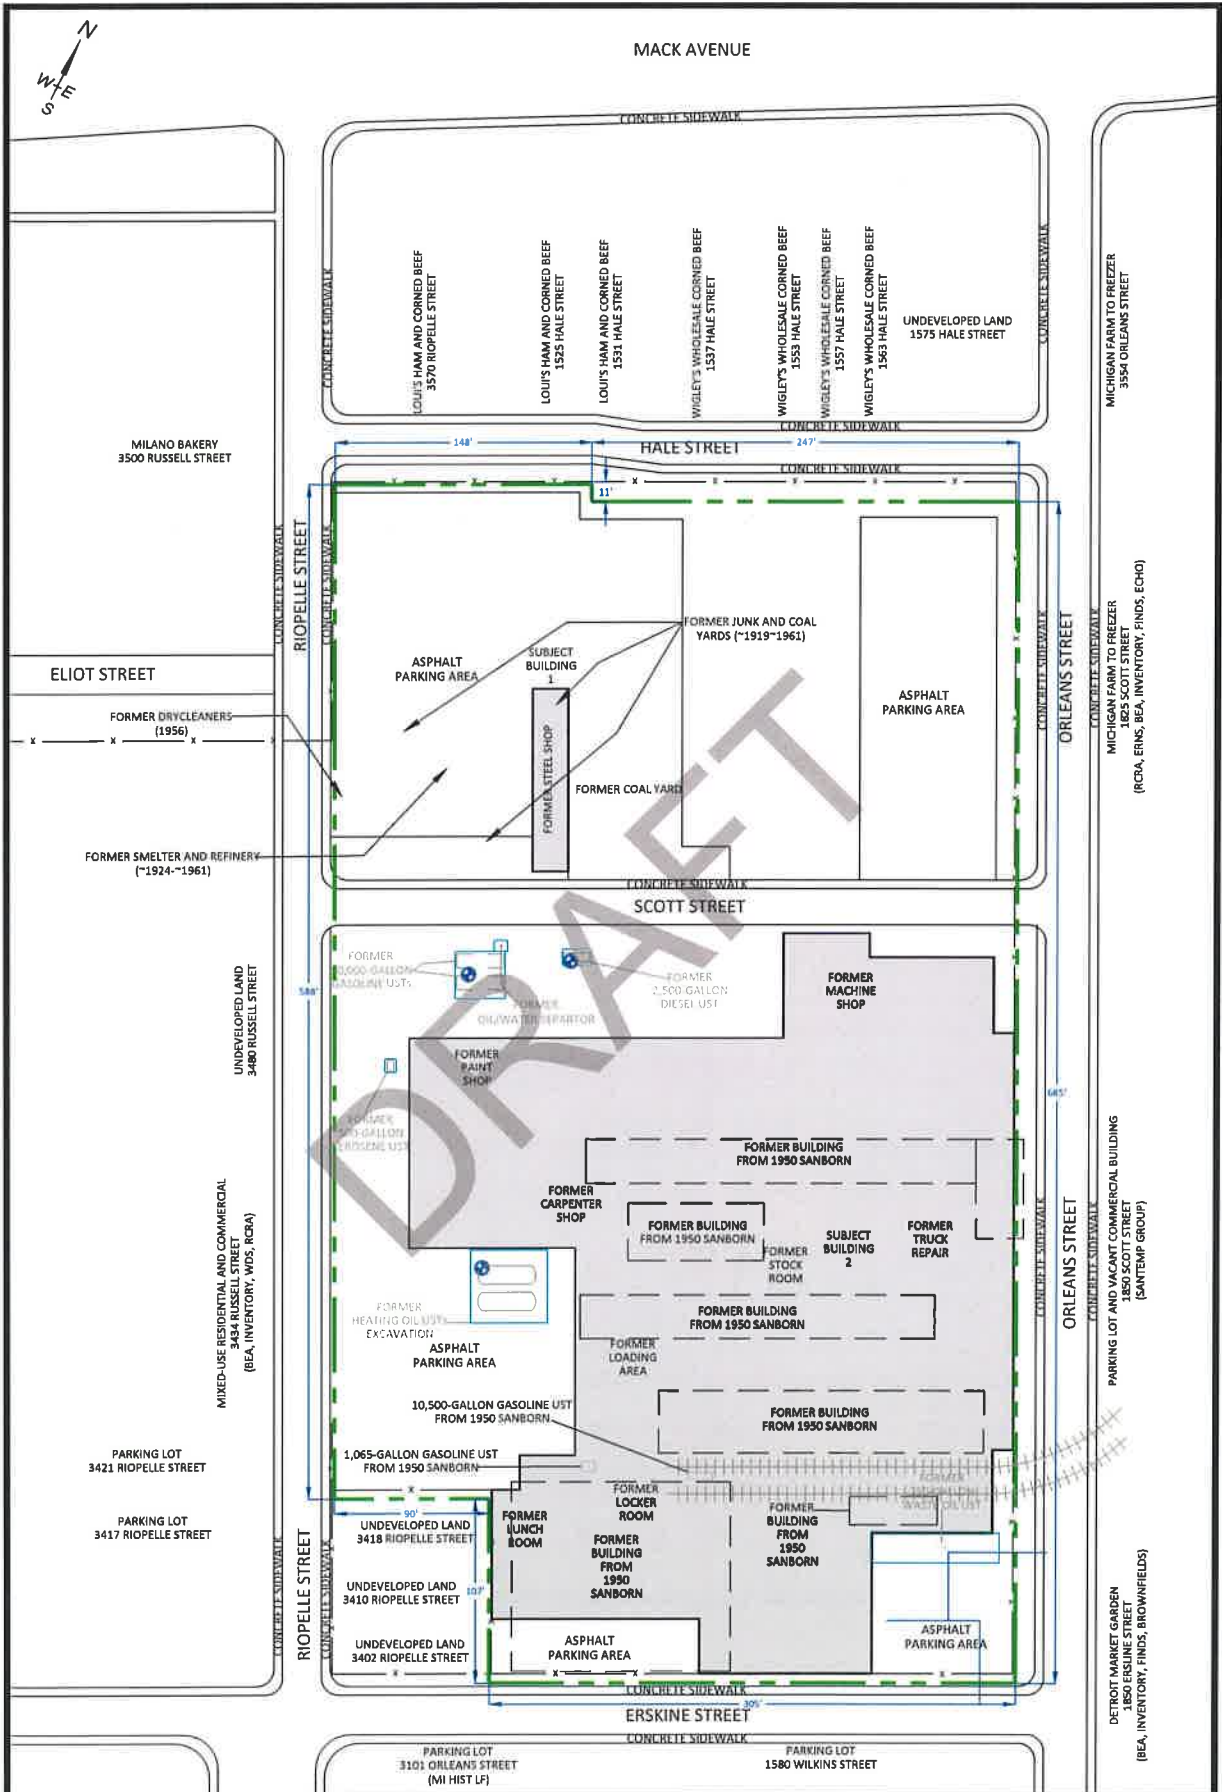 N
W E
S
MACK AVENUE
CONCRETE SIDEWALK
CONCRETE SIDEWALK
LOUI'S HAM AND CORNED BEEF
3570 RIOPELLE STREET
LOUI'S HAM AND CORNED BEEF
1525 HALE STREET
LOUI'S HAM AND CORNED BEEF
1531 HALE STREET
WIGLEY'S WHOLESALE CORNED BEEF
1537 HALE STREET
WIGLEY'S WHOLESALE CORNED BEEF
1553 HALE STREET
WIGLEY'S WHOLESALE CORNED BEEF
1557 HALE STREET
WIGLEY'S WHOLESALE CORNED BEEF
1563 HALE STREET
UNDEVELOPED LAND
1575 HALE STREET
CONCRETE SIDEWALK
MICHIGAN FARM TO FREEZER
3554 ORLEANS STREET
CONCRETE SIDEWALK
MILANO BAKERY
3500 RUSSELL STREET
148'
HALE STREET
247'
CONCRETE SIDEWALK
11'
CONCRETE SIDEWALK
RIOPELLE STREET
CONCRETE SIDEWALK
ELIOT STREET
ASPHALT
PARKING AREA
SUBJECT
BUILDING
1
FORMER JUNK AND COAL
YARDS (~1919~1961)
ASPHALT
PARKING AREA
CONCRETE SIDEWALK
ORLEANS STREET
CONCRETE SIDEWALK
MICHIGAN FARM TO FREEZER
1825 SCOTT STREET
(RCRA, ERNS, BEA, INVENTORY, FINDS, ECHO)
FORMER DRYCLEANERS
(1956)
FORMER STEEL SHOP
FORMER COAL YARD
FORMER SMELTER AND REFINERY
(~1924-~1961)
CONCRETE SIDEWALK
SCOTT STREET
DRAFT
UNDEVELOPED LAND
3480 RUSSELL STREET
588'
FORMER
GASOLINE USTs
FORMER
OIL/WATER SEPARTOR
FORMER
2,500-GALLON
DIESEL UST
FORMER
MACHINE
SHOP
FORMER
PAINT
SHOP
FORMER
KEROSENE UST
685'
FORMER BUILDING
FROM 1950 SANBORN
FORMER
CARPENTER
SHOP
FORMER BUILDING
FROM 1950 SANBORN
FORMER
STOCK
ROOM
SUBJECT
BUILDING
2
FORMER
TRUCK
REPAIR
MIXED-USE RESIDENTIAL AND COMMERCIAL
3434 RUSSELL STREET
(BEA, INVENTORY, WDS, RCRA)
CONCRETE SIDEWALK
ORLEANS STREET
CONCRETE SIDEWALK
PARKING LOT AND VACANT COMMERCIAL BUILDING
1850 SCOTT STREET
(SANTEMP GROUP)
FORMER
HEATING OIL USTs
EXCAVATION
ASPHALT
PARKING AREA
FORMER BUILDING
FROM 1950 SANBORN
FORMER
LOADING
AREA
10,500-GALLON GASOLINE UST
FROM 1950 SANBORN
FORMER BUILDING
FROM 1950 SANBORN
1,065-GALLON GASOLINE UST
FROM 1950 SANBORN
PARKING LOT
3421 RIOPELLE STREET
PARKING LOT
3417 RIOPELLE STREET
FORMER
WASTE OIL UST
FORMER
LOCKER
ROOM
FORMER
LUNCH
ROOM
FORMER
BUILDING
FROM
1950
SANBORN
FORMER
BUILDING
FROM
1950
SANBORN
90'
UNDEVELOPED LAND
3418 RIOPELLE STREET
107'
UNDEVELOPED LAND
3410 RIOPELLE STREET
UNDEVELOPED LAND
3402 RIOPELLE STREET
CONCRETE SIDEWALK
RIOPELLE STREET
CONCRETE SIDEWALK
ASPHALT
PARKING AREA
ASPHALT
PARKING AREA
CONCRETE SIDEWALK
305'
ERSKINE STREET
CONCRETE SIDEWALK
DETROIT MARKET GARDEN
1850 ERSLINE STREET
(BEA, INVENTORY, FINDS, BROWNFIELDS)
PARKING LOT
3101 ORLEANS STREET
(MI HIST LF)
PARKING LOT
1580 WILKINS STREET